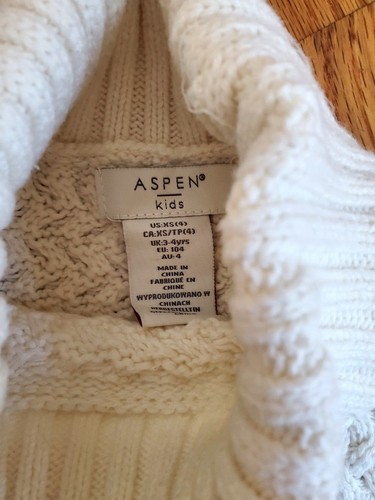 ASPEN®
kids
US:XS(4)
CA:XS/TP(4)
UK:3-4yrs
EU: 104
AU: 4
MADE IN
CHINA
FABRIQUÉ EN
CHINE
WYPRODUKOWANO W
CHINACH